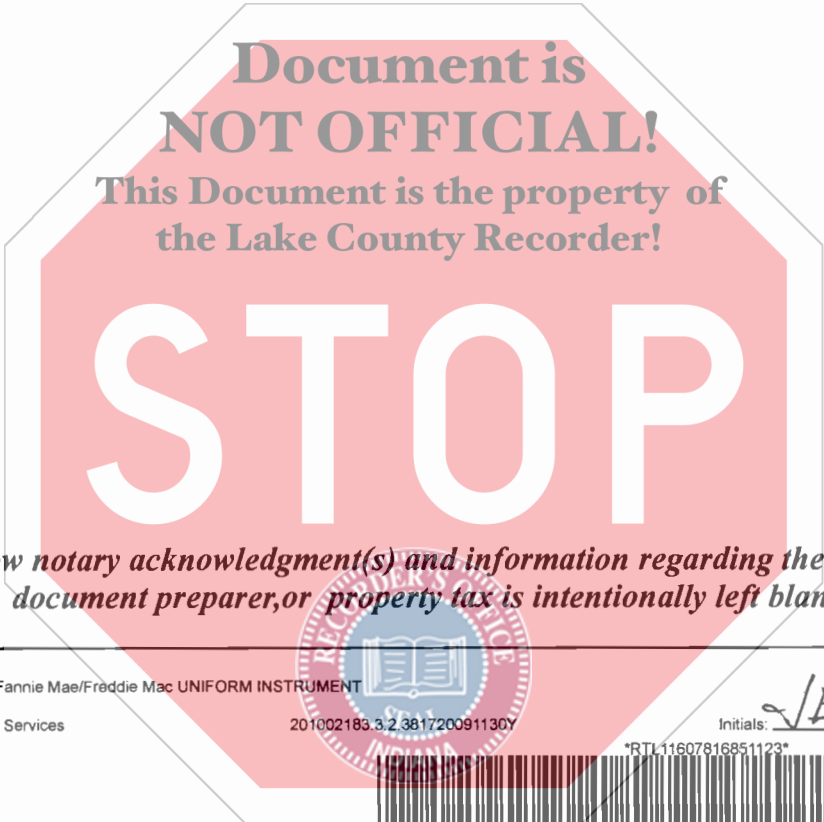 Document is
NOT OFFICIAL!
This Document is the property of
the Lake County Recorder!
STOP
w notary acknowledgment(s) and information regarding the
document preparer,or property tax is intentionally left blan
RECORDER'S OFFICE
SEAL
INDIANA
Fannie Mae/Freddie Mac UNIFORM INSTRUMENT
Services 201002183.3.2.381720091130Y Initials:
*RTL11607816851123*